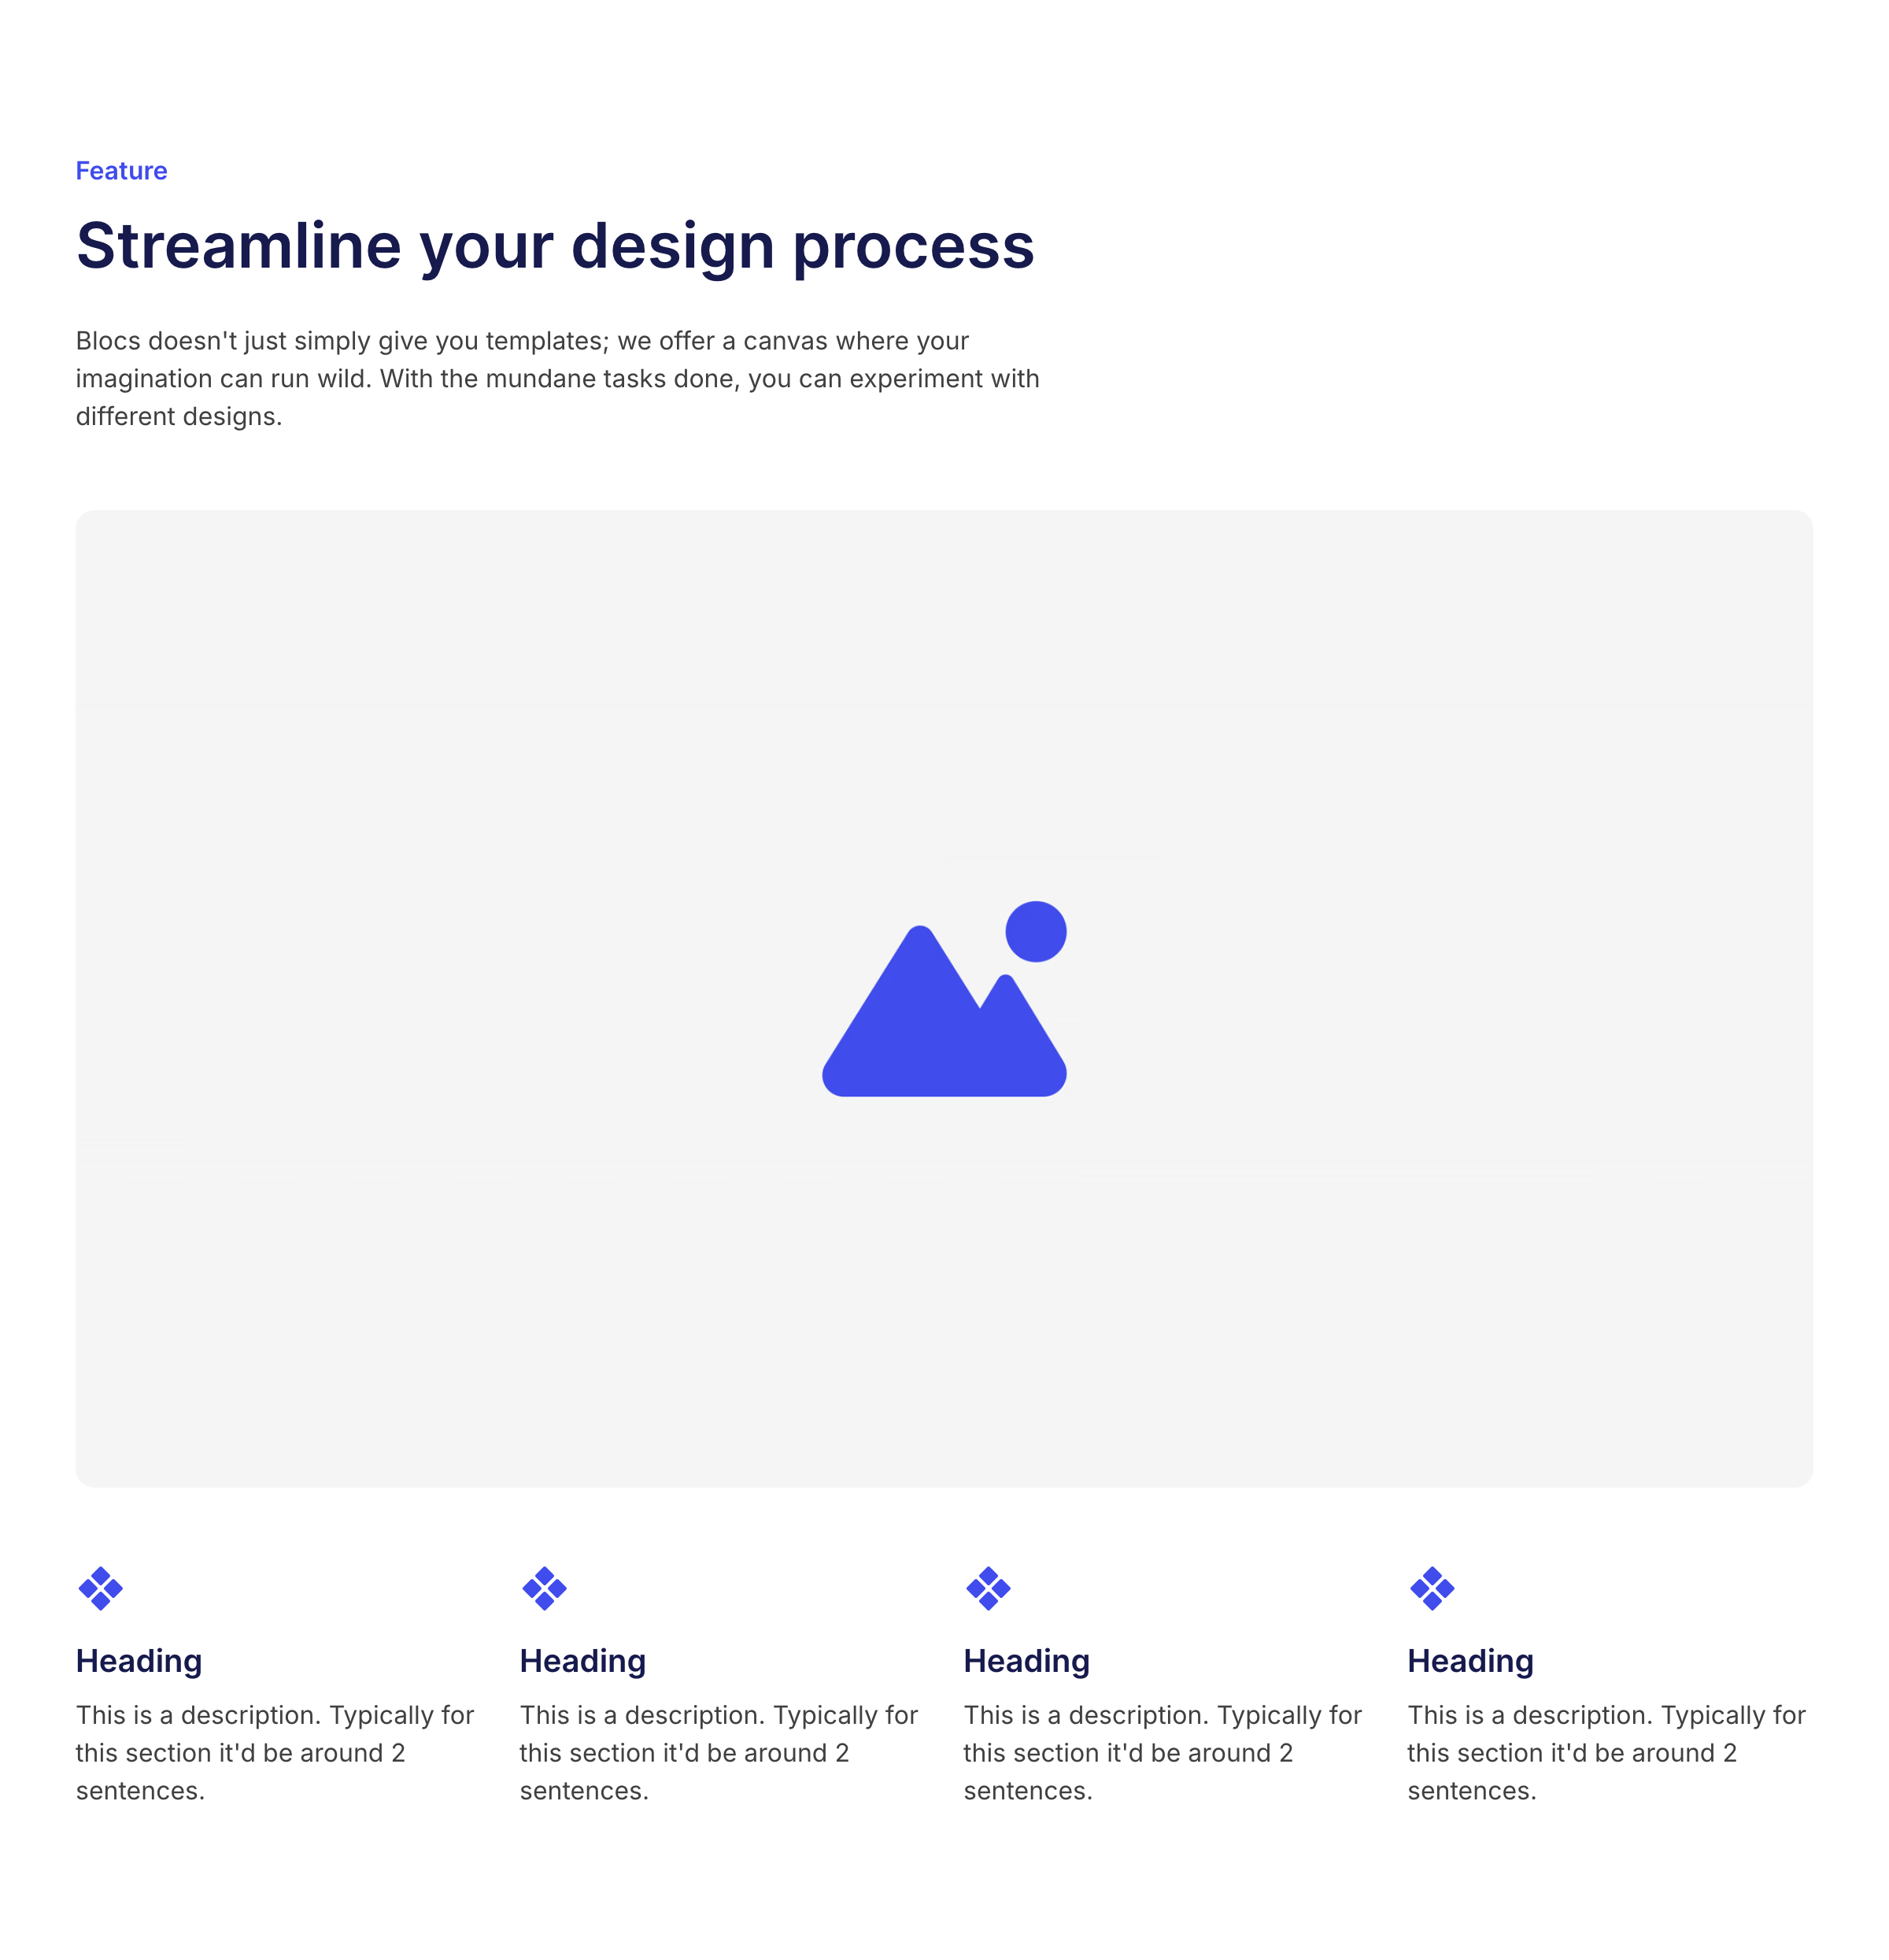 Feature
Streamline your design process
Blocs doesn't just simply give you templates; we offer a canvas where your
imagination can run wild. With the mundane tasks done, you can experiment with
different designs.
Heading
This is a description. Typically for
this section it'd be around 2
sentences.
Heading
This is a description. Typically for
this section it'd be around 2
sentences.
Heading
This is a description. Typically for
this section it'd be around 2
sentences.
Heading
This is a description. Typically for
this section it'd be around 2
sentences.